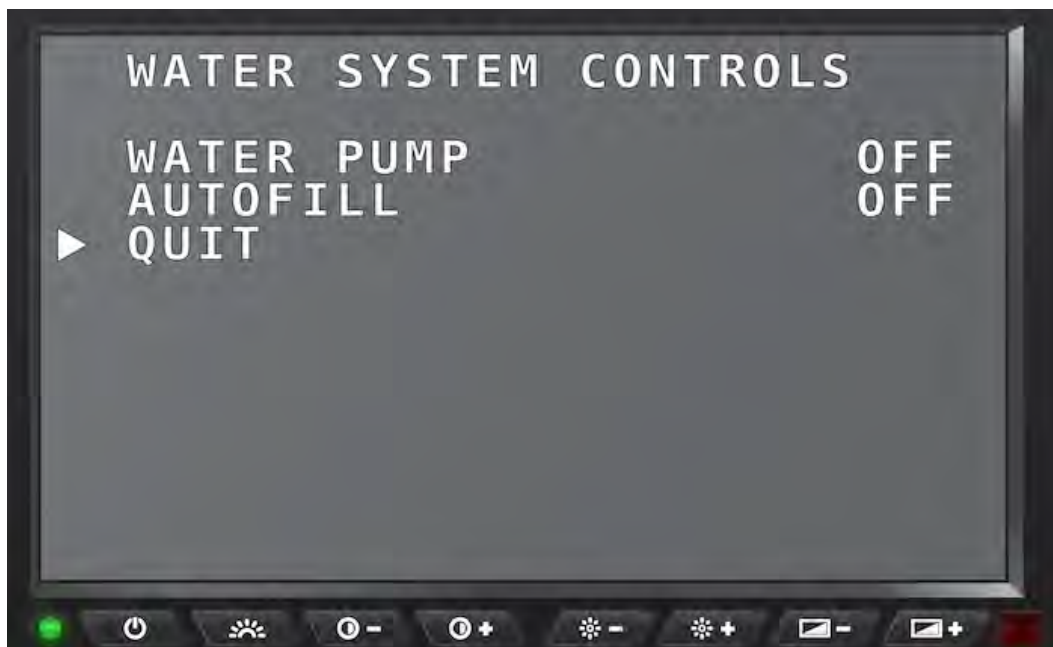 WATER SYSTEM CONTROLS
WATER PUMP OFF
AUTOFILL OFF
QUIT